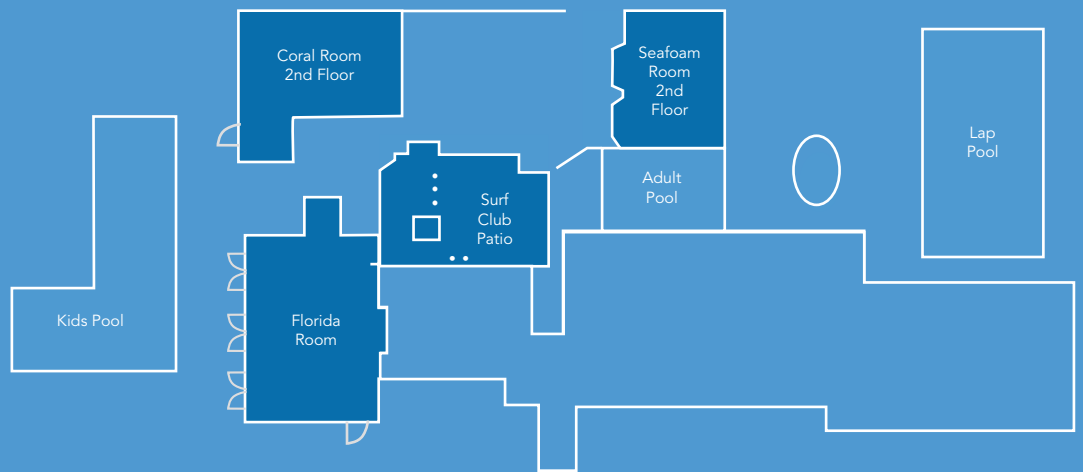 Coral Room
2nd Floor
Seafoam
Room
2nd
Floor
Lap
Pool
Adult
Pool
Surf
Club
Patio
Kids Pool
Florida
Room